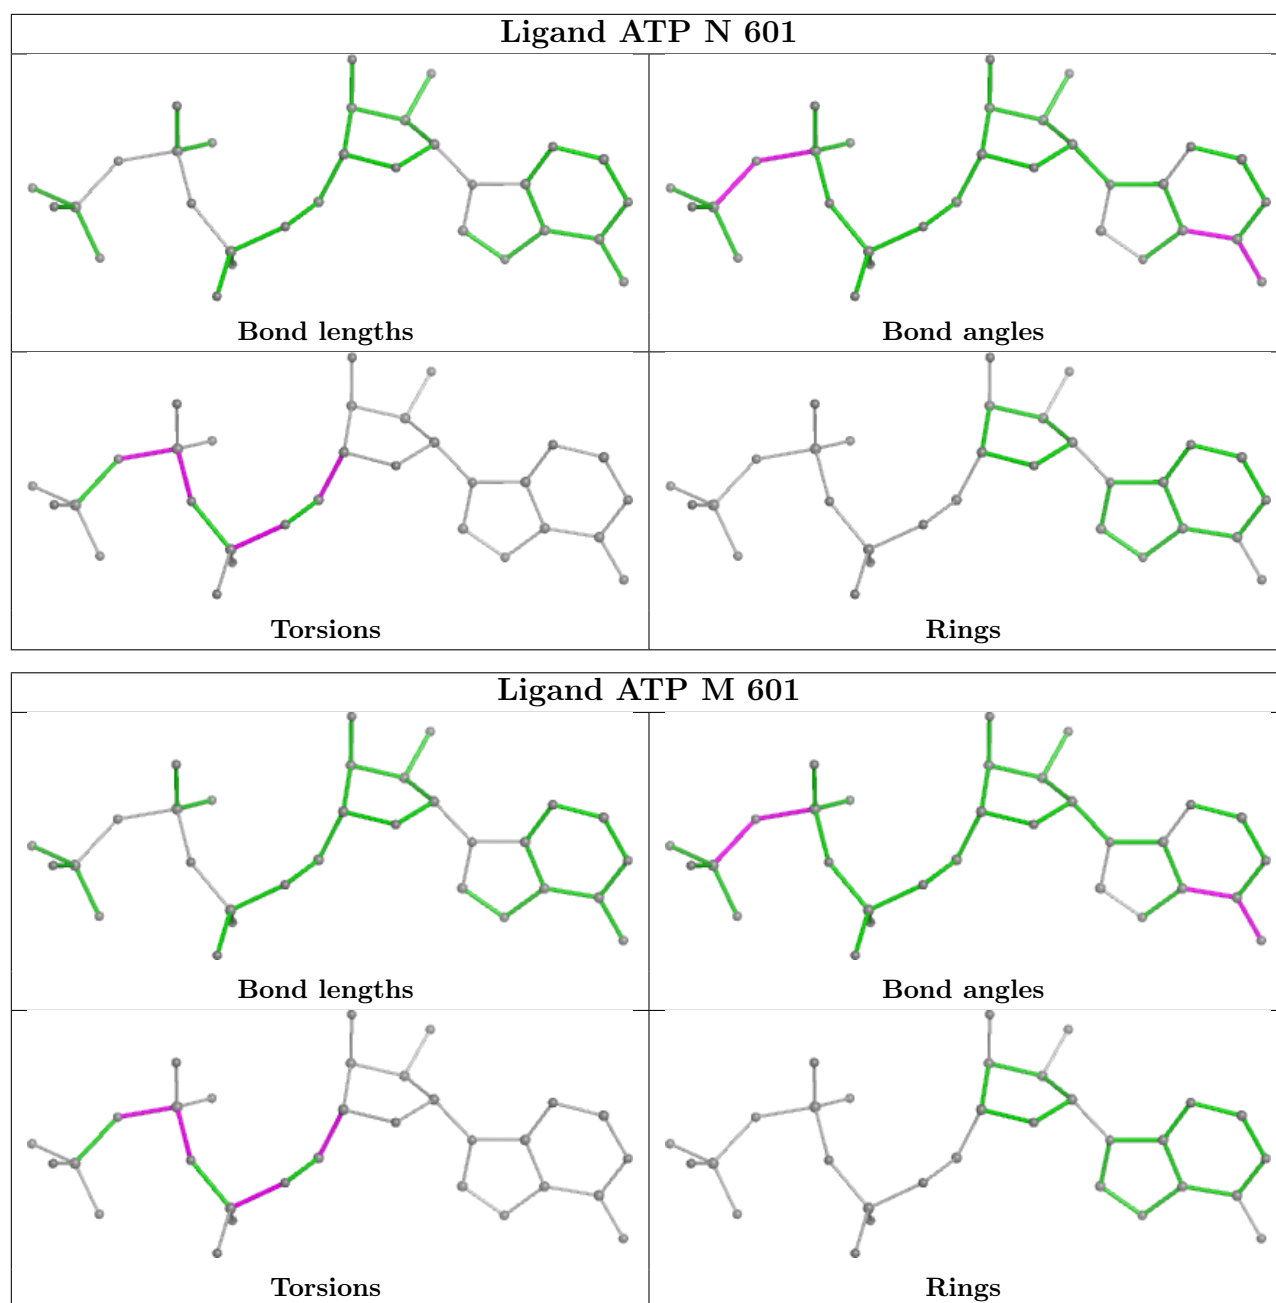 Ligand ATP N 601
Bond lengths
Bond angles
Torsions
Rings
Ligand ATP M 601
Bond lengths
Bond angles
Torsions
Rings